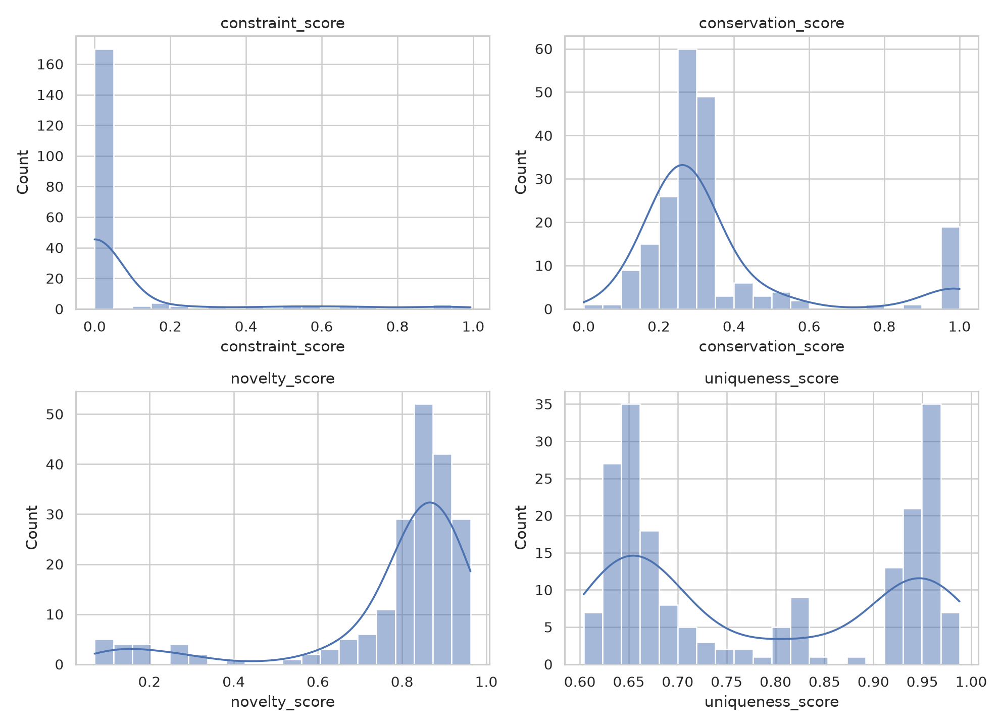 constraint_score
Count
160
140
120
100
80
60
40
20
0
0.0 0.2 0.4 0.6 0.8 1.0
constraint_score
conservation_score
Count
60
50
40
30
20
10
0
0.0 0.2 0.4 0.6 0.8 1.0
conservation_score
novelty_score
Count
50
40
30
20
10
0
0.2 0.4 0.6 0.8 1.0
novelty_score
uniqueness_score
Count
35
30
25
20
15
10
5
0
0.60 0.65 0.70 0.75 0.80 0.85 0.90 0.95 1.00
uniqueness_score